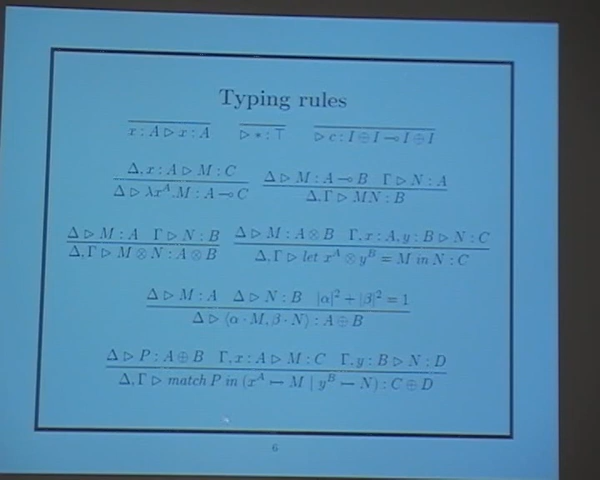 Typing rules
x : A ▷ x : A    ▷ * : ⊤    ▷ c : I ⊕ I ⊸ I ⊕ I
Δ, x : A ▷ M : C    Δ ▷ M : A ⊸ B   Γ ▷ N : A
Δ ▷ λx^A.M : A ⊸ C    Δ, Γ ▷ MN : B
Δ ▷ M : A   Γ ▷ N : B    Δ ▷ M : A ⊗ B   Γ, x : A, y : B ▷ N : C
Δ, Γ ▷ M ⊗ N : A ⊗ B    Δ, Γ ▷ let x^A ⊗ y^B = M in N : C
Δ ▷ M : A   Δ ▷ N : B   |α|² + |β|² = 1
Δ ▷ ⟨α · M, β · N⟩ : A ⊕ B
Δ ▷ P : A ⊕ B   Γ, x : A ▷ M : C   Γ, y : B ▷ N : D
Δ, Γ ▷ match P in (x^A ↦ M | y^B ↦ N) : C ⊕ D
6